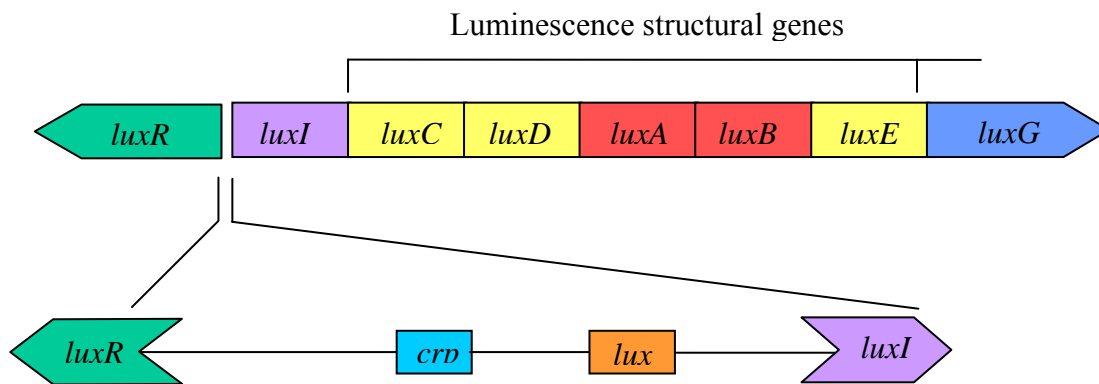 Luminescence structural genes
luxR luxI luxC luxD luxA luxB luxE luxG
luxR crp lux luxI